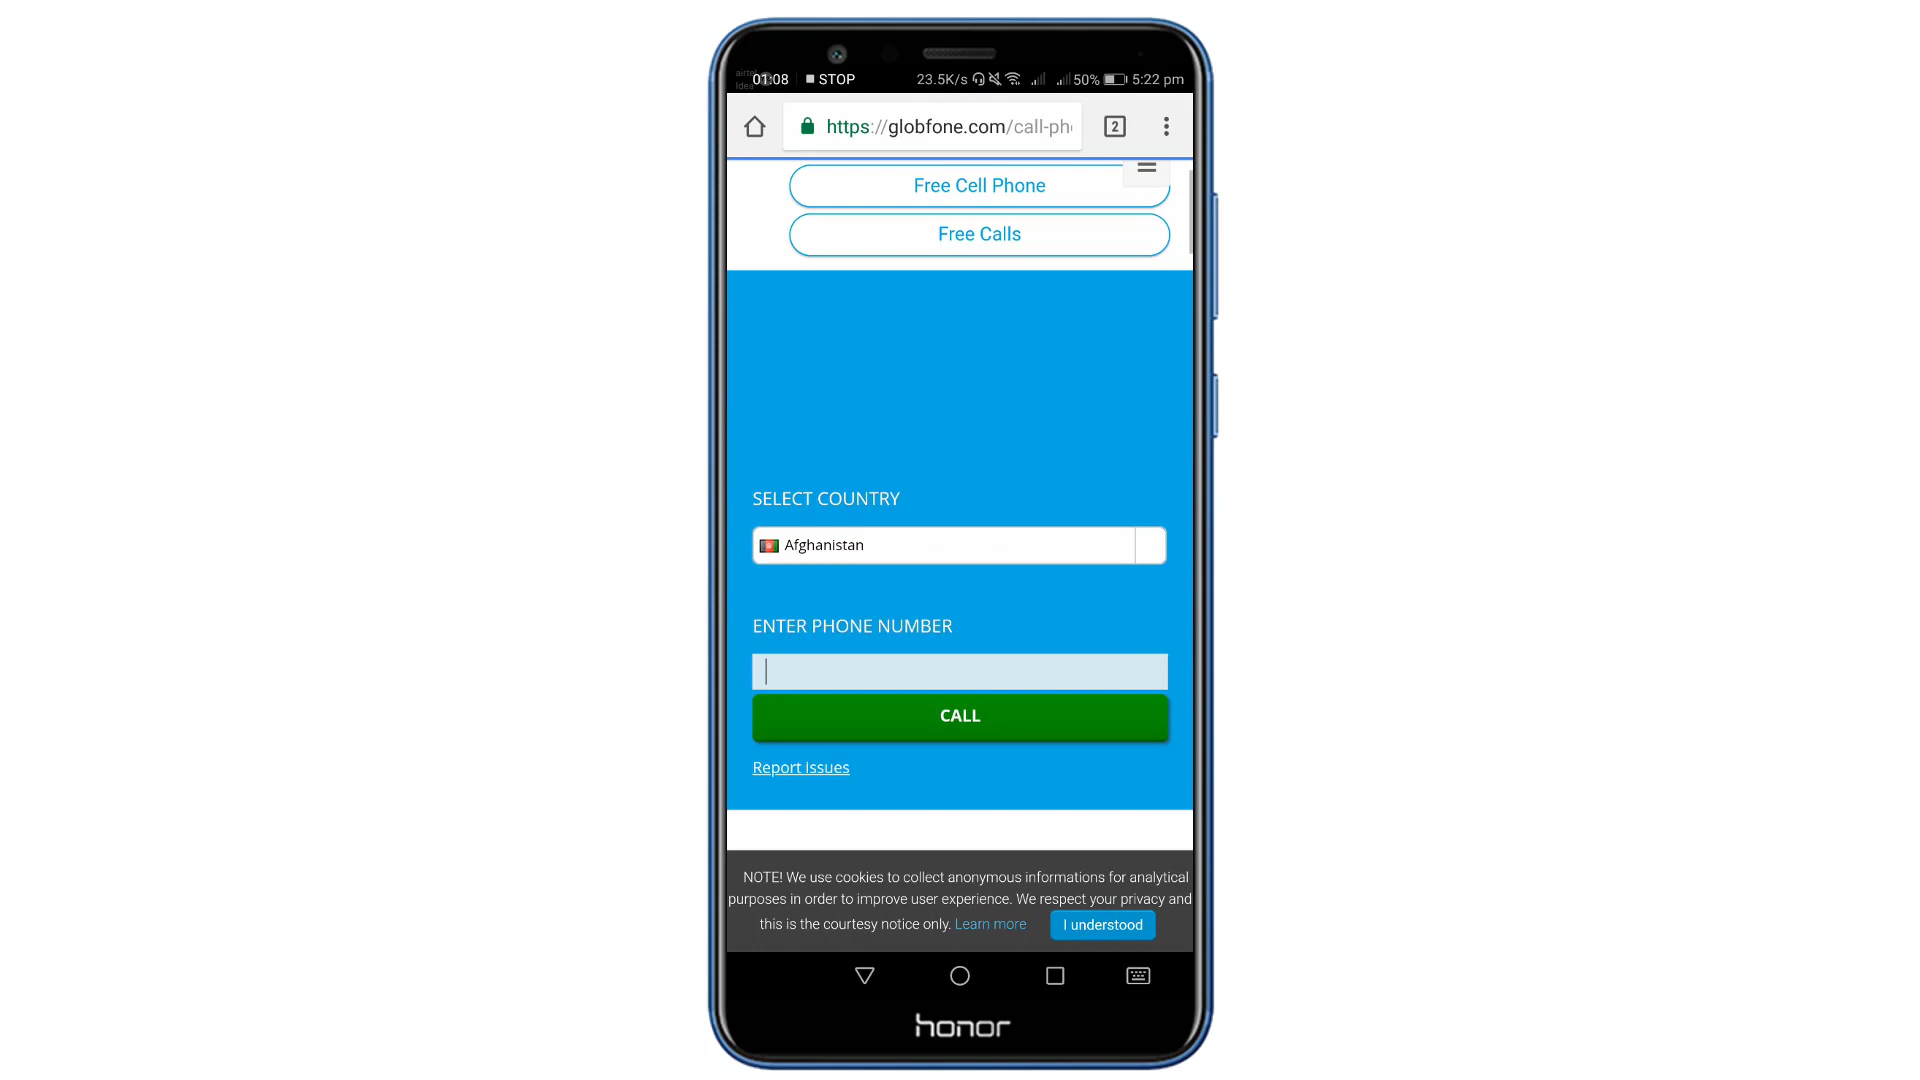 airtel
Idea
01:08 STOP 23.5K/s 50% 5:22 pm
https://globfone.com/call-ph
2
Free Cell Phone
Free Calls
SELECT COUNTRY
Afghanistan
ENTER PHONE NUMBER
CALL
Report issues
NOTE! We use cookies to collect anonymous informations for analytical
purposes in order to improve user experience. We respect your privacy and
this is the courtesy notice only. Learn more I understood
honor